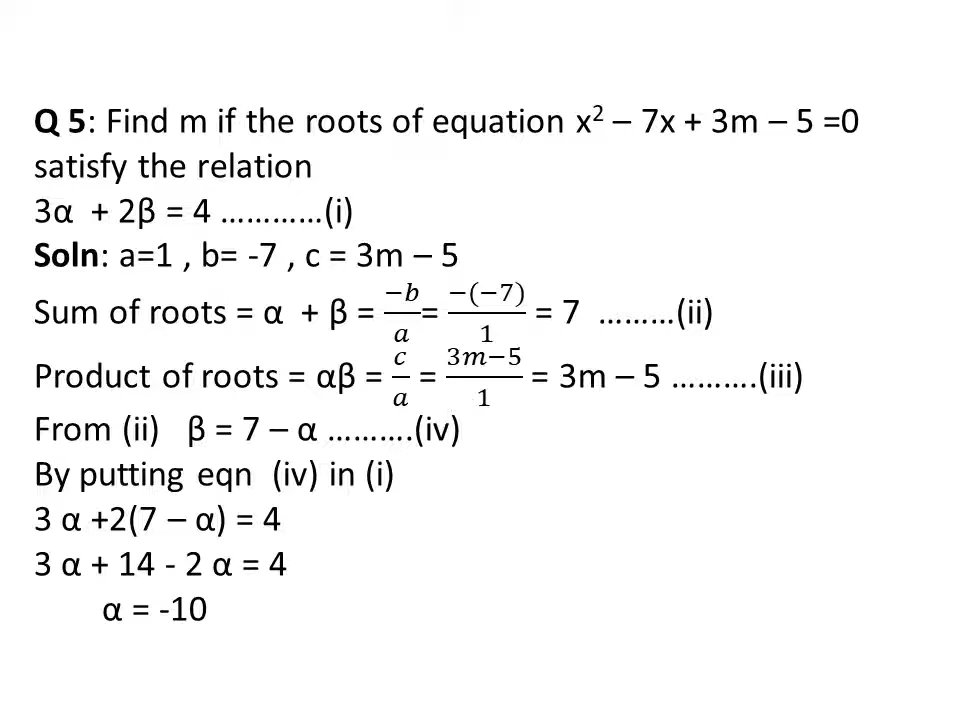 Q 5: Find m if the roots of equation x² – 7x + 3m – 5 =0
satisfy the relation
3α + 2β = 4 …………(i)
Soln: a=1 , b= -7 , c = 3m – 5
Sum of roots = α + β = −b/a = −(−7)/1 = 7 ………(ii)
Product of roots = αβ = c/a = 3m−5/1 = 3m – 5 ……….(iii)
From (ii) β = 7 – α ……….(iv)
By putting eqn (iv) in (i)
3 α +2(7 – α) = 4
3 α + 14 - 2 α = 4
α = -10